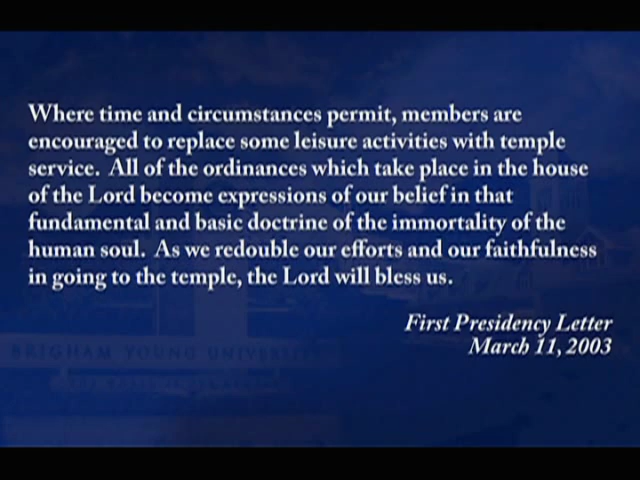 Where time and circumstances permit, members are
encouraged to replace some leisure activities with temple
service. All of the ordinances which take place in the house
of the Lord become expressions of our belief in that
fundamental and basic doctrine of the immortality of the
human soul. As we redouble our efforts and our faithfulness
in going to the temple, the Lord will bless us.
First Presidency Letter
March 11, 2003
BRIGHAM YOUNG UNIVERSITY